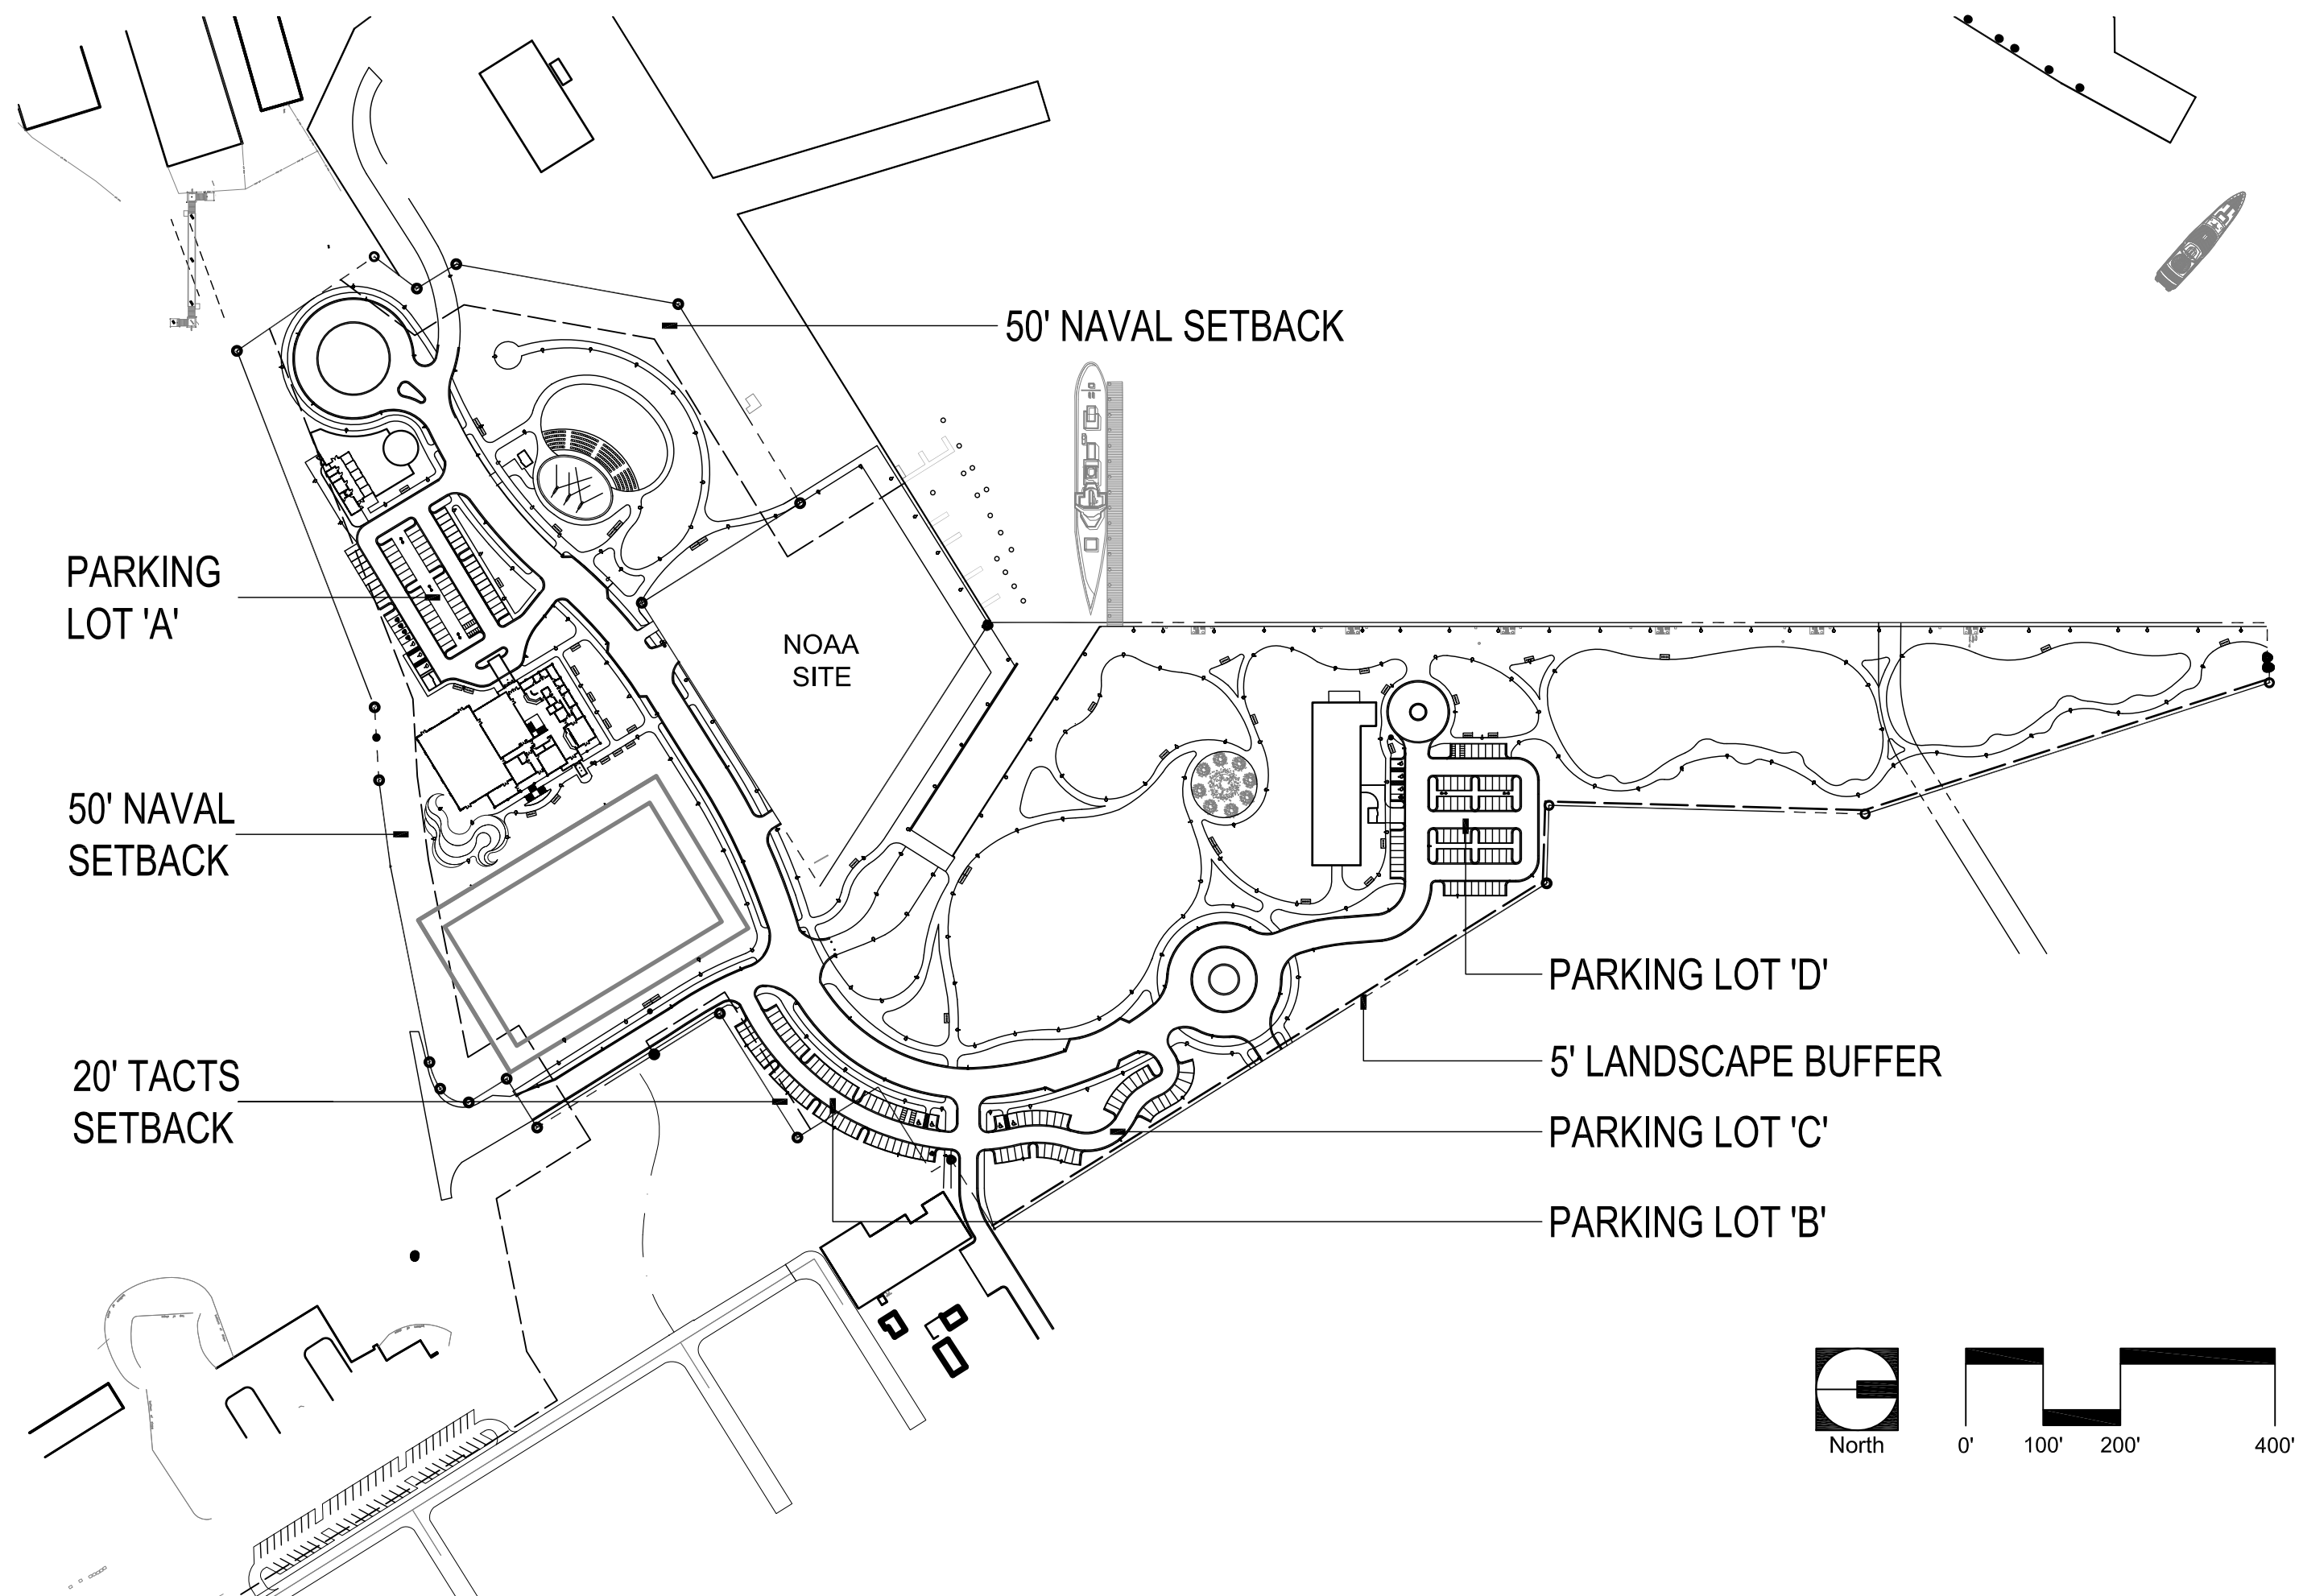 50' NAVAL SETBACK
PARKING
LOT 'A'
NOAA
SITE
50' NAVAL
SETBACK
PARKING LOT 'D'
5' LANDSCAPE BUFFER
20' TACTS
SETBACK
PARKING LOT 'C'
PARKING LOT 'B'
North
0' 100' 200' 400'